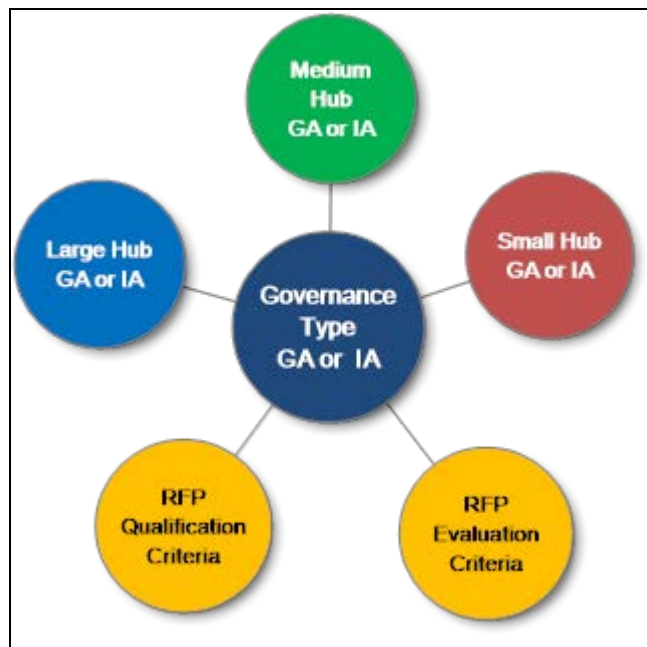 Medium
Hub
GA or IA
Large Hub
GA or IA
Small Hub
GA or IA
Governance
Type
GA or IA
RFP
Qualification
Criteria
RFP
Evaluation
Criteria